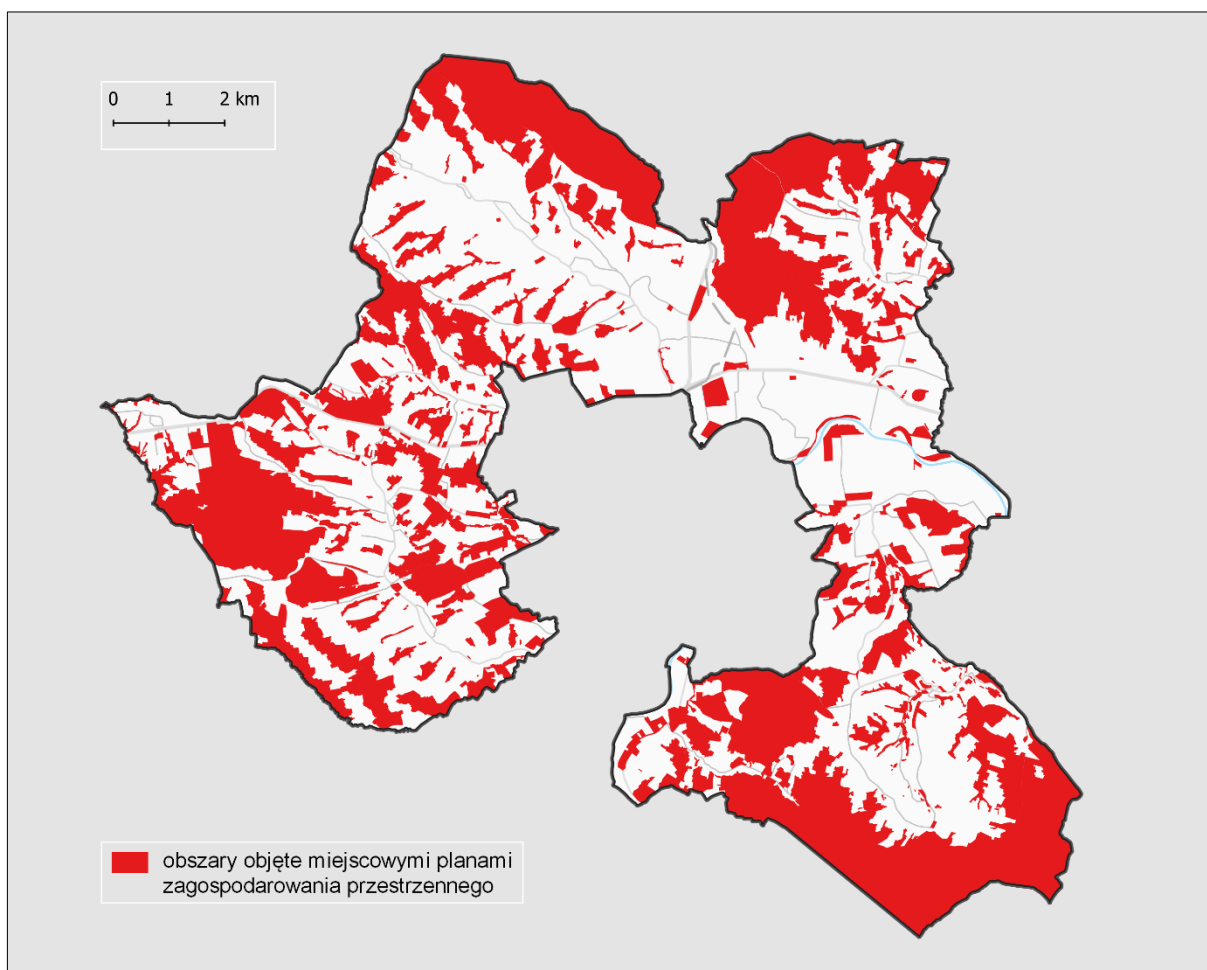 0 1 2 km
obszary objęte miejscowymi planami
zagospodarowania przestrzennego